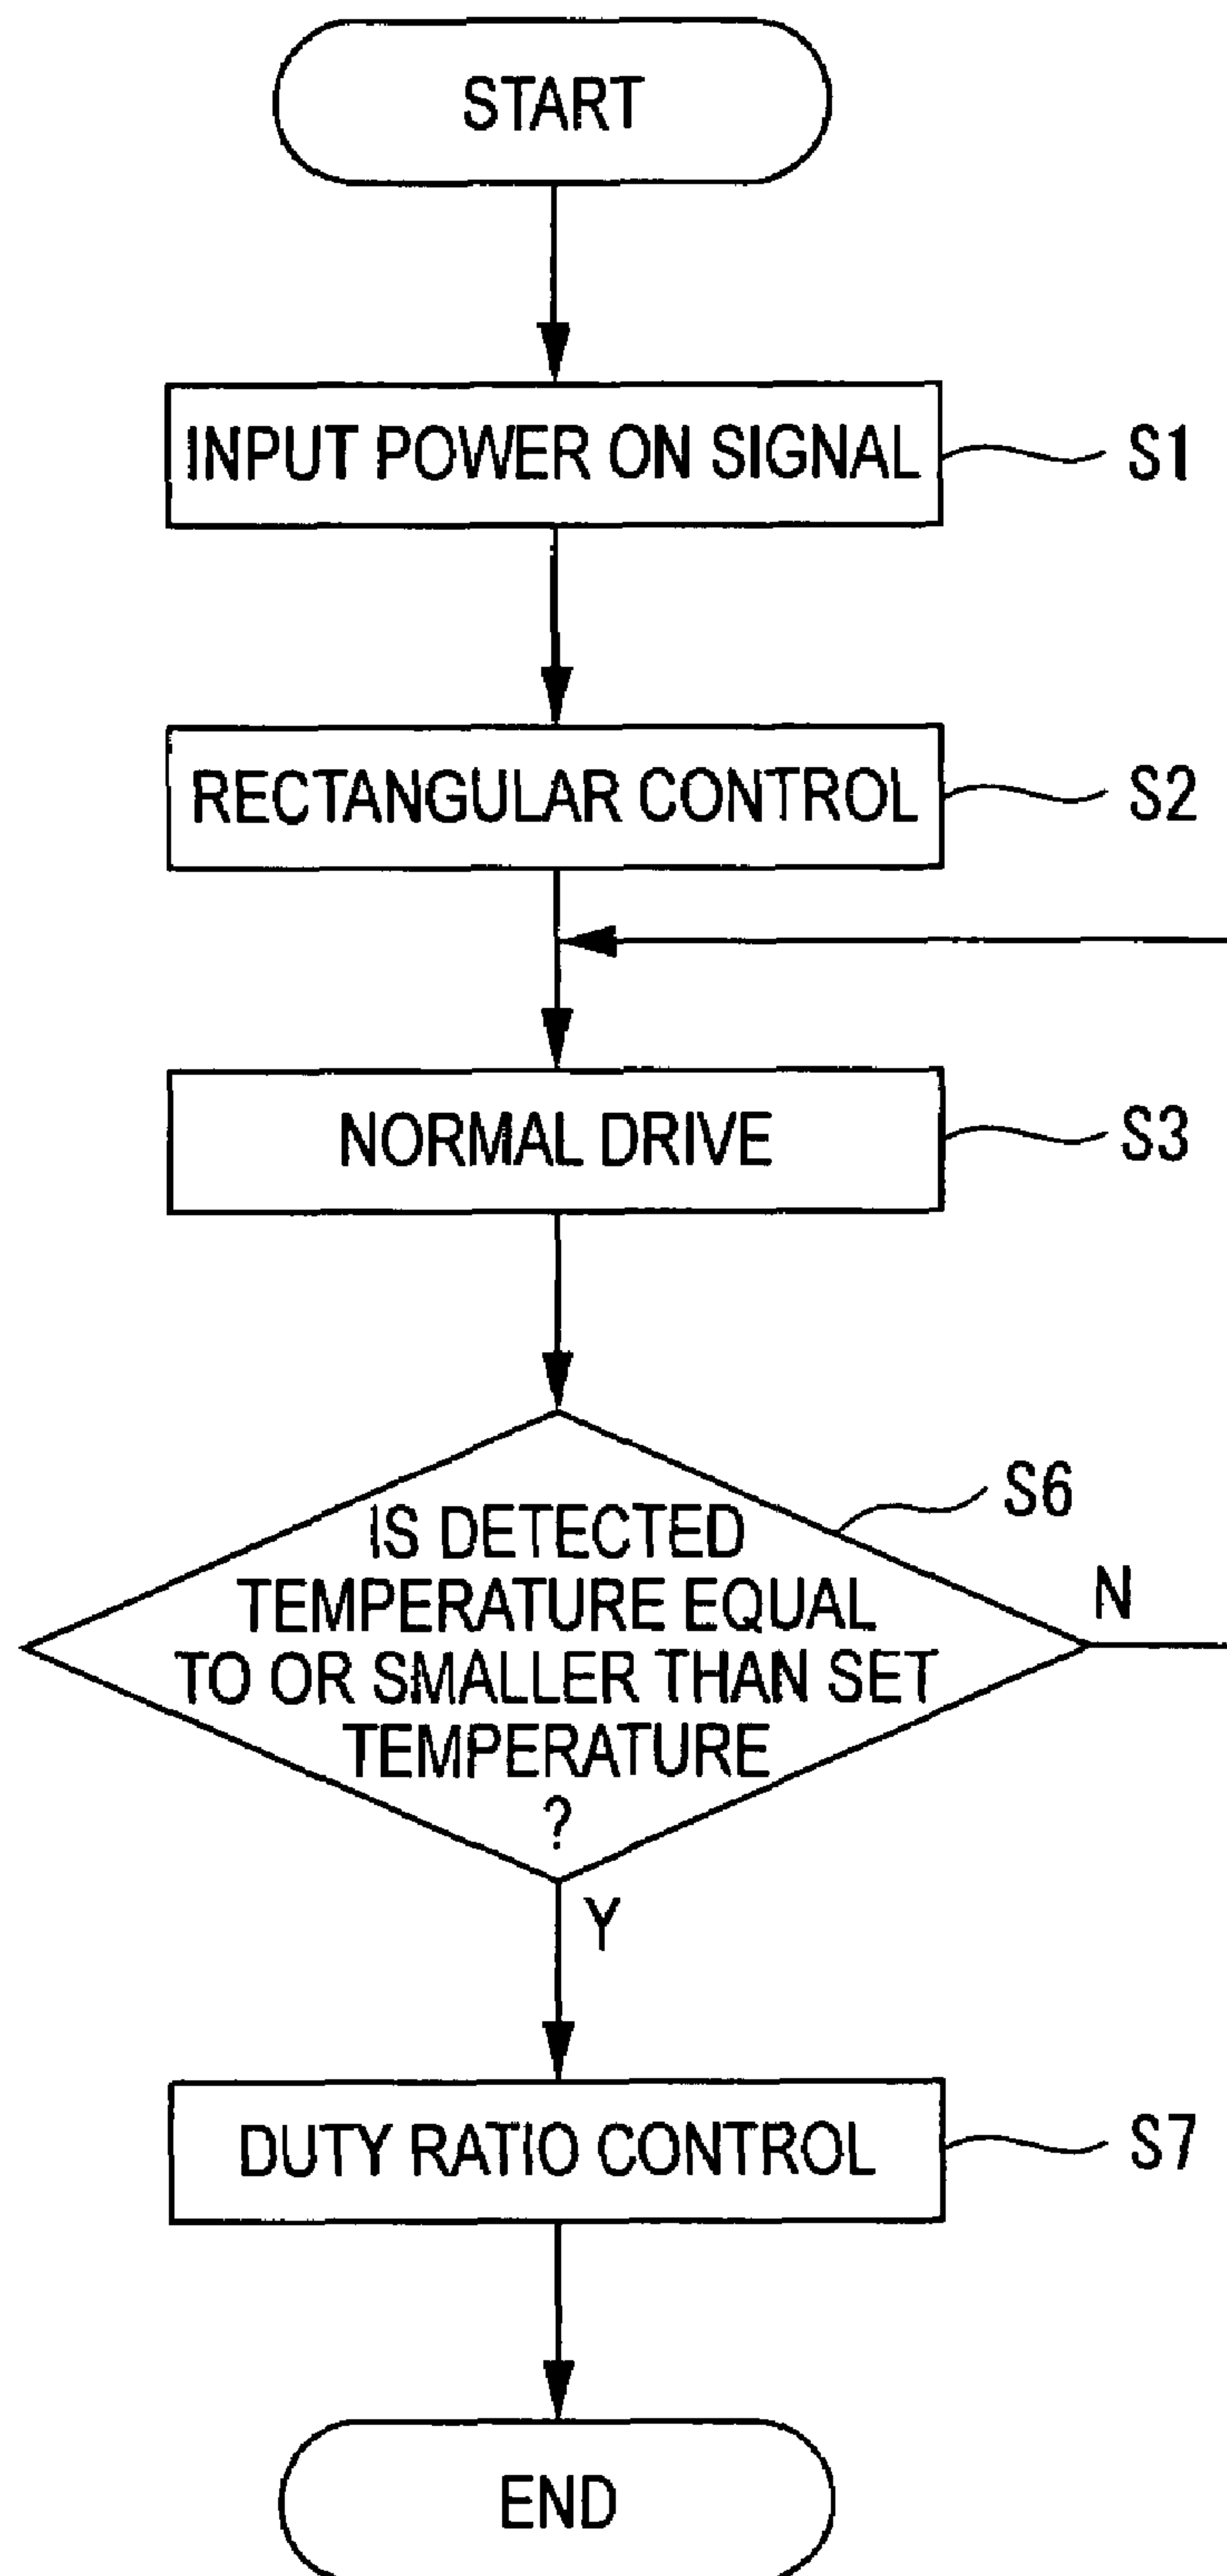 START
INPUT POWER ON SIGNAL
S1
RECTANGULAR CONTROL
S2
NORMAL DRIVE
S3
S6
IS DETECTED
TEMPERATURE EQUAL
TO OR SMALLER THAN SET
TEMPERATURE
?
N
Y
DUTY RATIO CONTROL
S7
END